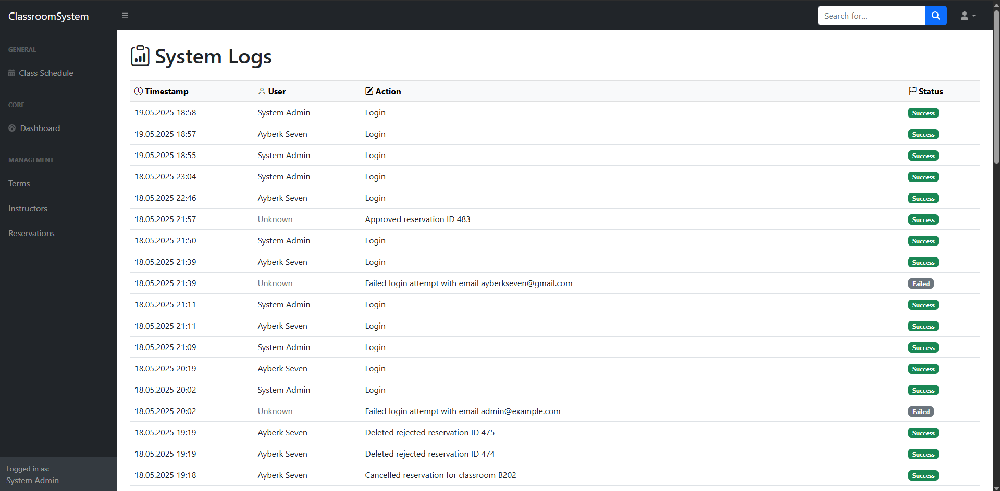 ClassroomSystem
Search for...
GENERAL
Class Schedule
CORE
Dashboard
MANAGEMENT
Terms
Instructors
Reservations
Logged in as:
System Admin
System Logs
Timestamp User Action Status
19.05.2025 18:58 System Admin Login Success
19.05.2025 18:57 Ayberk Seven Login Success
19.05.2025 18:55 System Admin Login Success
18.05.2025 23:04 System Admin Login Success
18.05.2025 22:46 Ayberk Seven Login Success
18.05.2025 21:57 Unknown Approved reservation ID 483 Success
18.05.2025 21:50 System Admin Login Success
18.05.2025 21:39 Ayberk Seven Login Success
18.05.2025 21:39 Unknown Failed login attempt with email ayberkseven@gmail.com Failed
18.05.2025 21:11 System Admin Login Success
18.05.2025 21:11 Ayberk Seven Login Success
18.05.2025 21:09 System Admin Login Success
18.05.2025 20:19 Ayberk Seven Login Success
18.05.2025 20:02 System Admin Login Success
18.05.2025 20:02 Unknown Failed login attempt with email admin@example.com Failed
18.05.2025 19:19 Ayberk Seven Deleted rejected reservation ID 475 Success
18.05.2025 19:19 Ayberk Seven Deleted rejected reservation ID 474 Success
18.05.2025 19:18 Ayberk Seven Cancelled reservation for classroom B202 Success